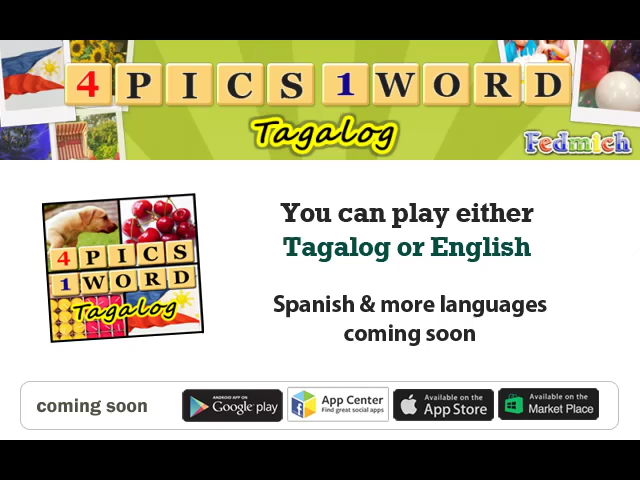 4 PICS 1 WORD
Tagalog
Fedmich
You can play either
Tagalog or English
4 PICS
1 WORD
Tagalog
Spanish & more languages
coming soon
coming soon
ANDROID APP ON
Google play
App Center
Find great social apps
Available on the
App Store
Available on the
Market Place